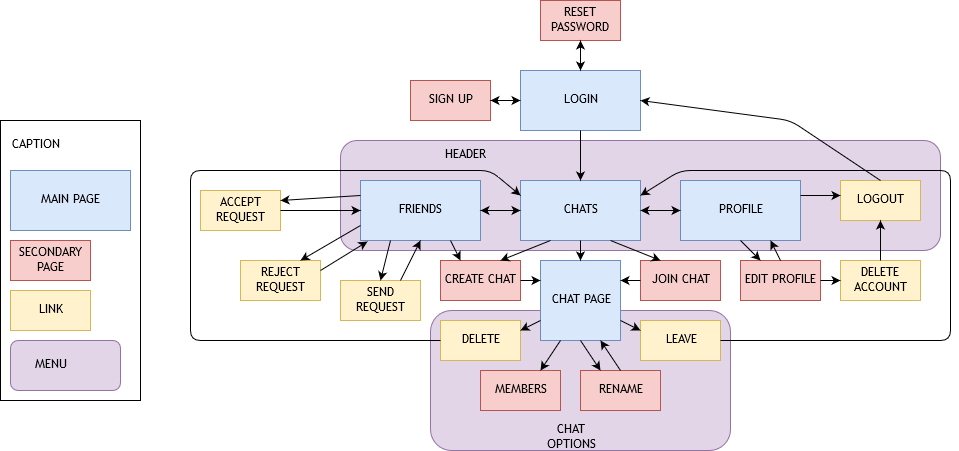 RESET
PASSWORD
SIGN UP
LOGIN
CAPTION
MAIN PAGE
SECONDARY
PAGE
LINK
MENU
HEADER
ACCEPT
REQUEST
FRIENDS
CHATS
PROFILE
LOGOUT
REJECT
REQUEST
SEND
REQUEST
CREATE CHAT
CHAT PAGE
JOIN CHAT
EDIT PROFILE
DELETE
ACCOUNT
DELETE
LEAVE
MEMBERS
RENAME
CHAT
OPTIONS